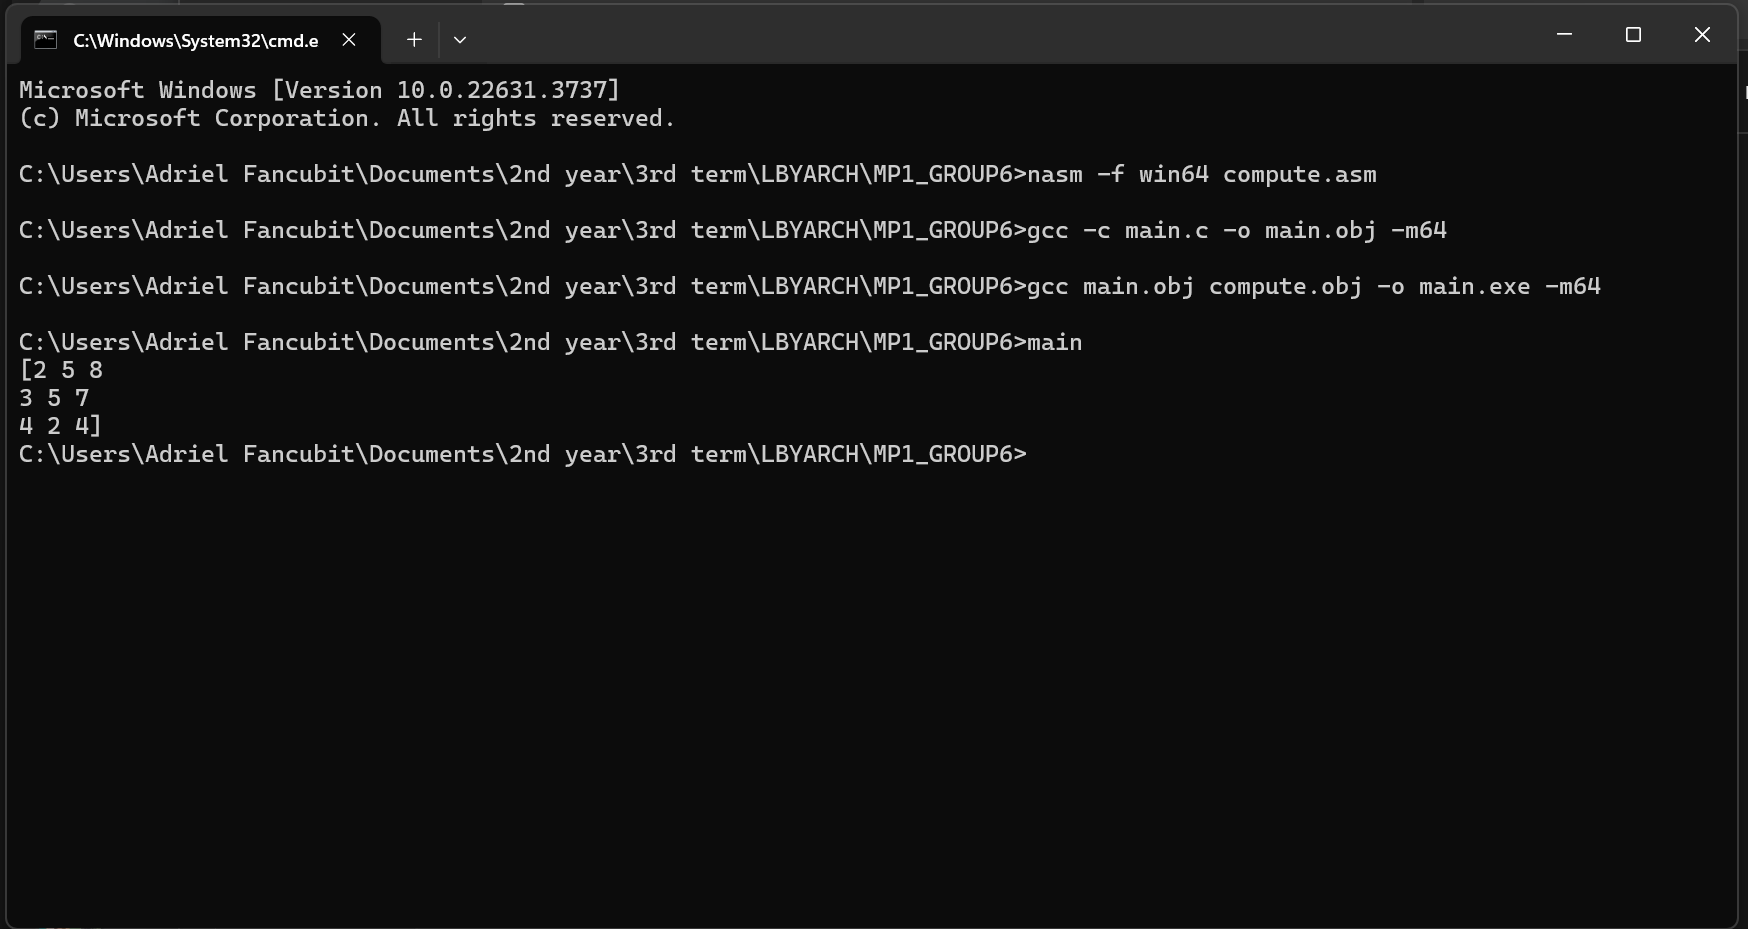 C:\Windows\System32\cmd.e
Microsoft Windows [Version 10.0.22631.3737]
(c) Microsoft Corporation. All rights reserved.
C:\Users\Adriel Fancubit\Documents\2nd year\3rd term\LBYARCH\MP1_GROUP6>nasm -f win64 compute.asm
C:\Users\Adriel Fancubit\Documents\2nd year\3rd term\LBYARCH\MP1_GROUP6>gcc -c main.c -o main.obj -m64
C:\Users\Adriel Fancubit\Documents\2nd year\3rd term\LBYARCH\MP1_GROUP6>gcc main.obj compute.obj -o main.exe -m64
C:\Users\Adriel Fancubit\Documents\2nd year\3rd term\LBYARCH\MP1_GROUP6>main
[2 5 8
3 5 7
4 2 4]
C:\Users\Adriel Fancubit\Documents\2nd year\3rd term\LBYARCH\MP1_GROUP6>